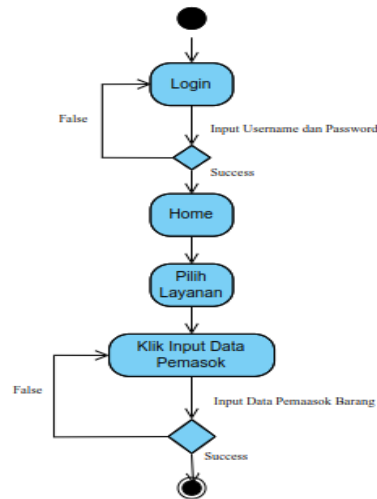 Login
False
Input Username dan Password
Success
Home
Pilih
Layanan
Klik Input Data
Pemasok
False
Input Data Pemaasok Barang
Success